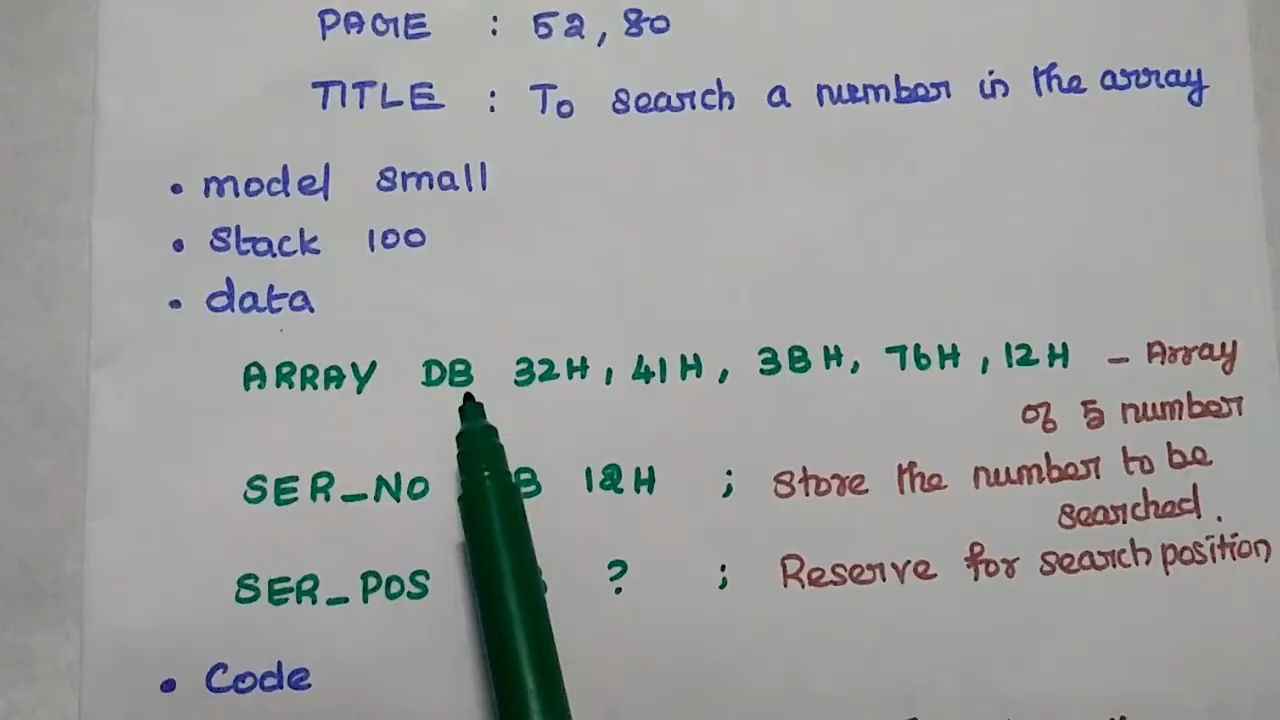 PAGE : 52, 80
TITLE : To search a number in the array
. model small
. stack 100
. data
ARRAY DB 32H, 41H, 3BH, 76H, 12H - Array
of 5 number
SER_NO B 12H ; store the number to be
searched.
SER_POS ? ; Reserve for search position
. Code